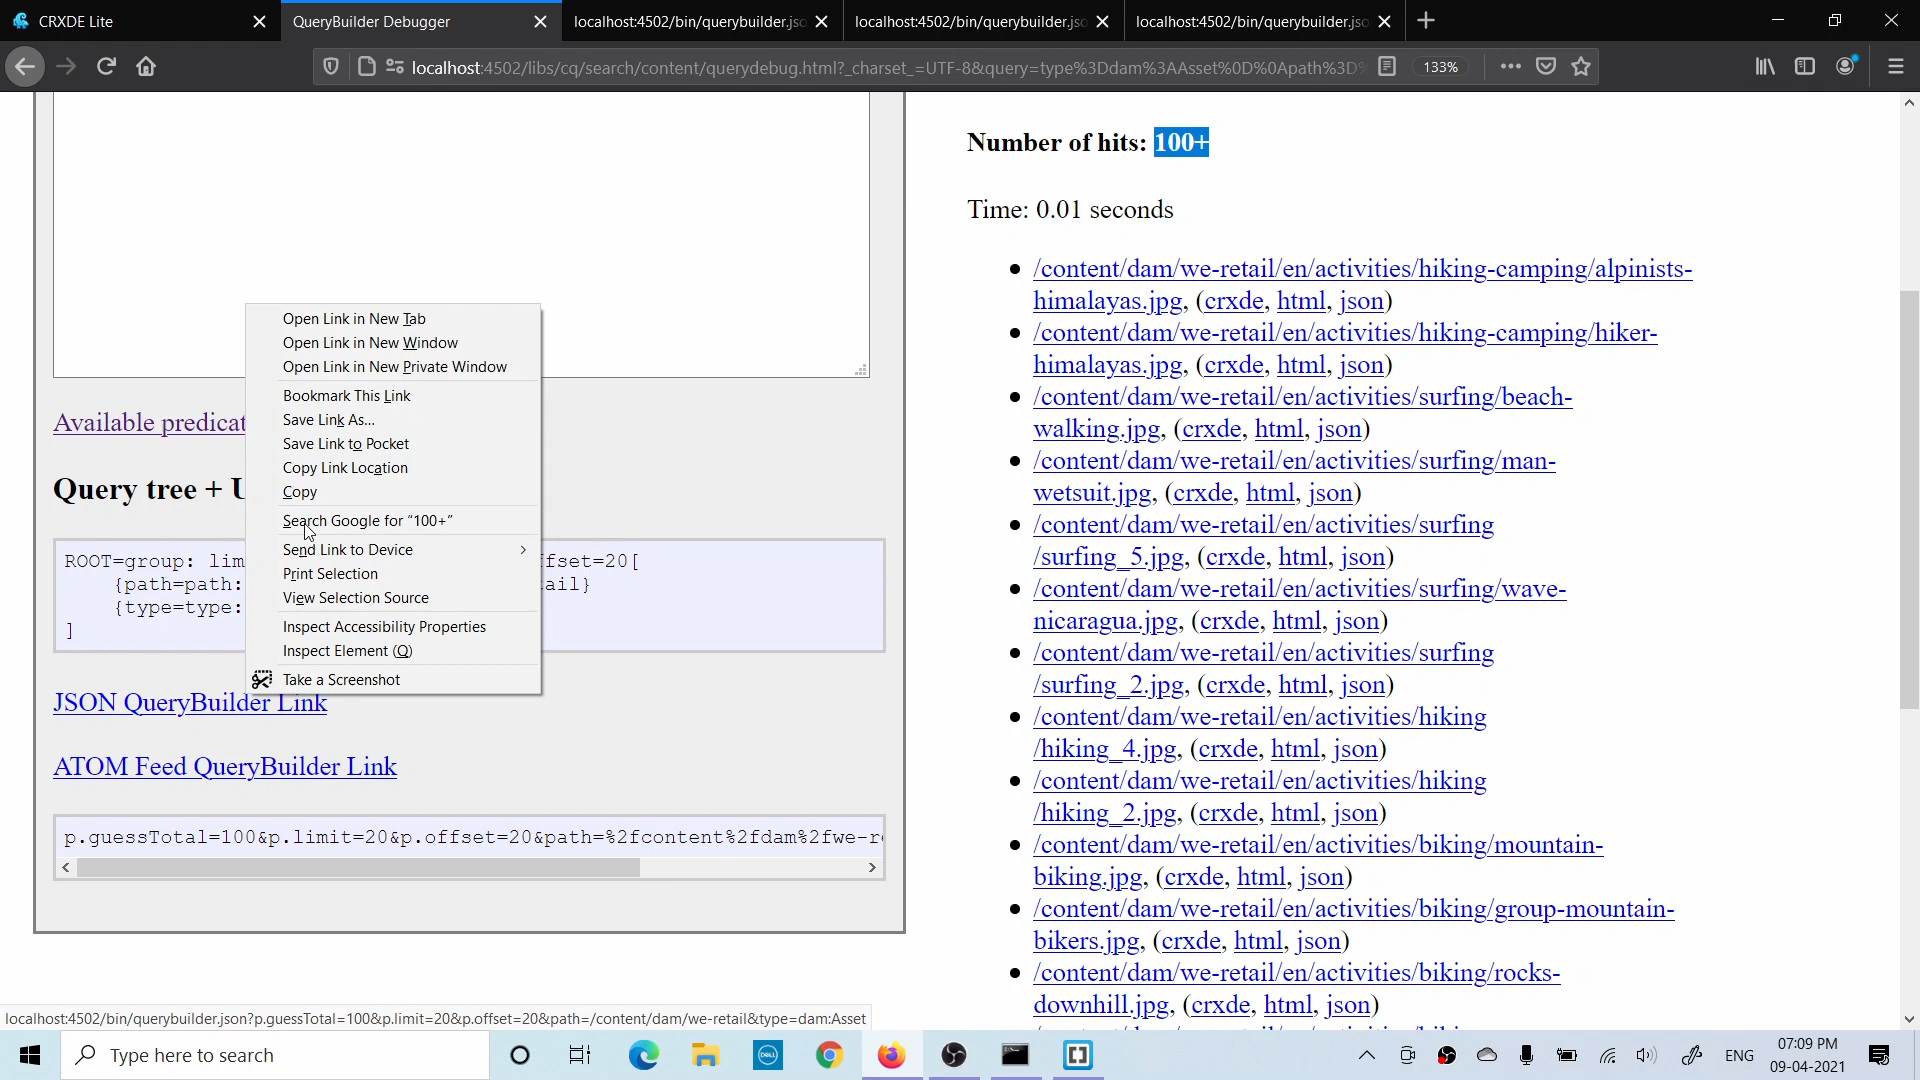 CRXDE Lite
QueryBuilder Debugger
localhost:4502/bin/querybuilder.jso
localhost:4502/bin/querybuilder.jso
localhost:4502/bin/querybuilder.jso
localhost:4502/libs/cq/search/content/querydebug.html?_charset_=UTF-8&query=type%3Ddam%3AAsset%0D%0Apath%3D%
133%
Open Link in New Tab
Open Link in New Window
Open Link in New Private Window
Bookmark This Link
Save Link As...
Save Link to Pocket
Copy Link Location
Copy
Search Google for “100+”
Send Link to Device
Print Selection
View Selection Source
Inspect Accessibility Properties
Inspect Element (Q)
Take a Screenshot
Available predicat
Query tree + U
ROOT=group: lim ffset=20[
{path=path: ail}
{type=type:
]
JSON QueryBuilder Link
ATOM Feed QueryBuilder Link
p.guessTotal=100&p.limit=20&p.offset=20&path=%2fcontent%2fdam%2fwe-re
Number of hits: 100+
Time: 0.01 seconds
/content/dam/we-retail/en/activities/hiking-camping/alpinists-
himalayas.jpg, (crxde, html, json)
/content/dam/we-retail/en/activities/hiking-camping/hiker-
himalayas.jpg, (crxde, html, json)
/content/dam/we-retail/en/activities/surfing/beach-
walking.jpg, (crxde, html, json)
/content/dam/we-retail/en/activities/surfing/man-
wetsuit.jpg, (crxde, html, json)
/content/dam/we-retail/en/activities/surfing
/surfing_5.jpg, (crxde, html, json)
/content/dam/we-retail/en/activities/surfing/wave-
nicaragua.jpg, (crxde, html, json)
/content/dam/we-retail/en/activities/surfing
/surfing_2.jpg, (crxde, html, json)
/content/dam/we-retail/en/activities/hiking
/hiking_4.jpg, (crxde, html, json)
/content/dam/we-retail/en/activities/hiking
/hiking_2.jpg, (crxde, html, json)
/content/dam/we-retail/en/activities/biking/mountain-
biking.jpg, (crxde, html, json)
/content/dam/we-retail/en/activities/biking/group-mountain-
bikers.jpg, (crxde, html, json)
/content/dam/we-retail/en/activities/biking/rocks-
downhill.jpg, (crxde, html, json)
localhost:4502/bin/querybuilder.json?p.guessTotal=100&p.limit=20&p.offset=20&path=/content/dam/we-retail&type=dam:Asset
Type here to search
DELL
ENG
07:09 PM
09-04-2021